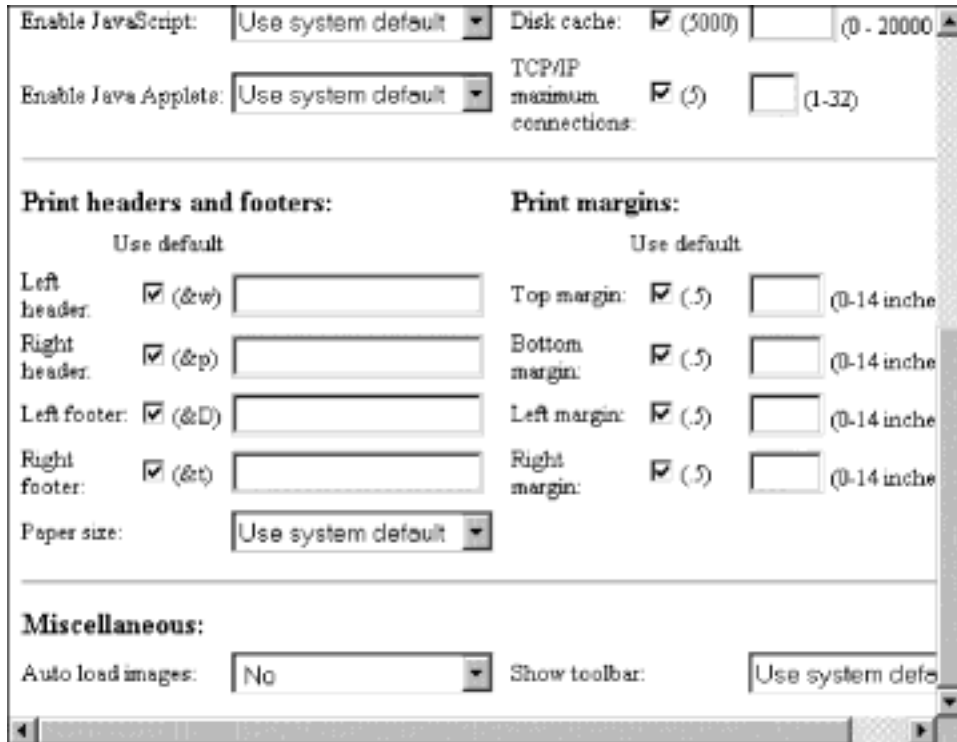 Enable JavaScript: Use system default Disk cache: (5000) (0 - 20000
Enable Java Applets: Use system default TCP/IP maximum connections: (5) (1-32)
Print headers and footers: Print margins:
Use default Use default
Left header: (&w) Top margin: (.5) (0-14 inche
Right header: (&p) Bottom margin: (.5) (0-14 inche
Left footer: (&D) Left margin: (.5) (0-14 inche
Right footer: (&t) Right margin: (.5) (0-14 inche
Paper size: Use system default
Miscellaneous:
Auto load images: No Show toolbar: Use system defa